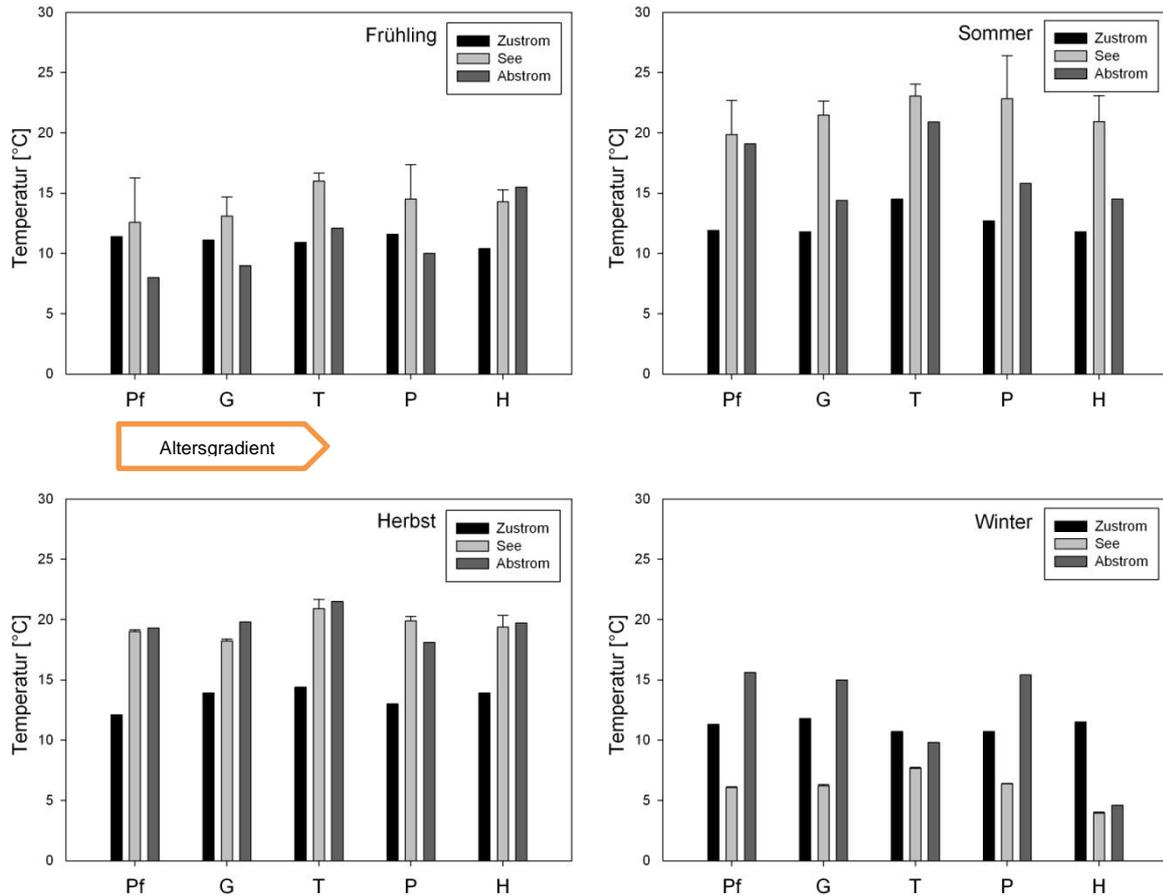 Frühling
Zustrom
See
Abstrom
Temperatur [°C]
30
25
20
15
10
5
0
Pf G T P H
Sommer
Zustrom
See
Abstrom
Temperatur [°C]
30
25
20
15
10
5
0
Pf G T P H
Altersgradient
Herbst
Zustrom
See
Abstrom
Temperatur [°C]
30
25
20
15
10
5
0
Pf G T P H
Winter
Zustrom
See
Abstrom
Temperatur [°C]
30
25
20
15
10
5
0
Pf G T P H